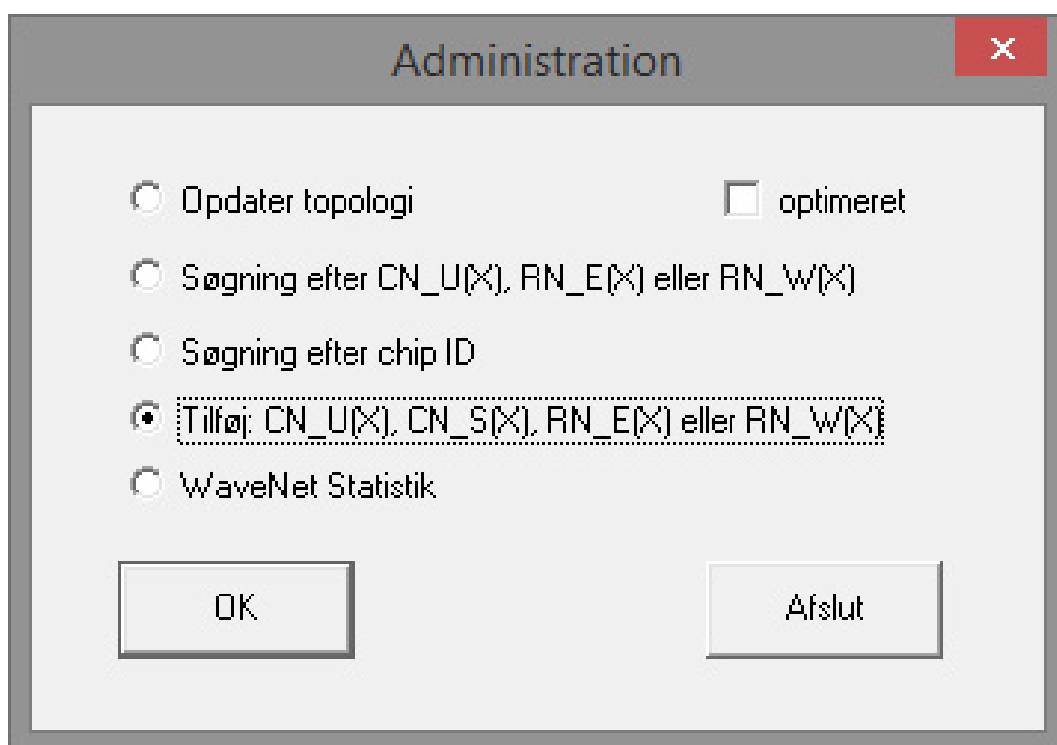 Administration
Opdater topologi
optimeret
Søgning efter CN_U(X), RN_E(X) eller RN_W(X)
Søgning efter chip ID
Tilføj: CN_U(X), CN_S(X), RN_E(X) eller RN_W(X)
WaveNet Statistik
OK
Afslut